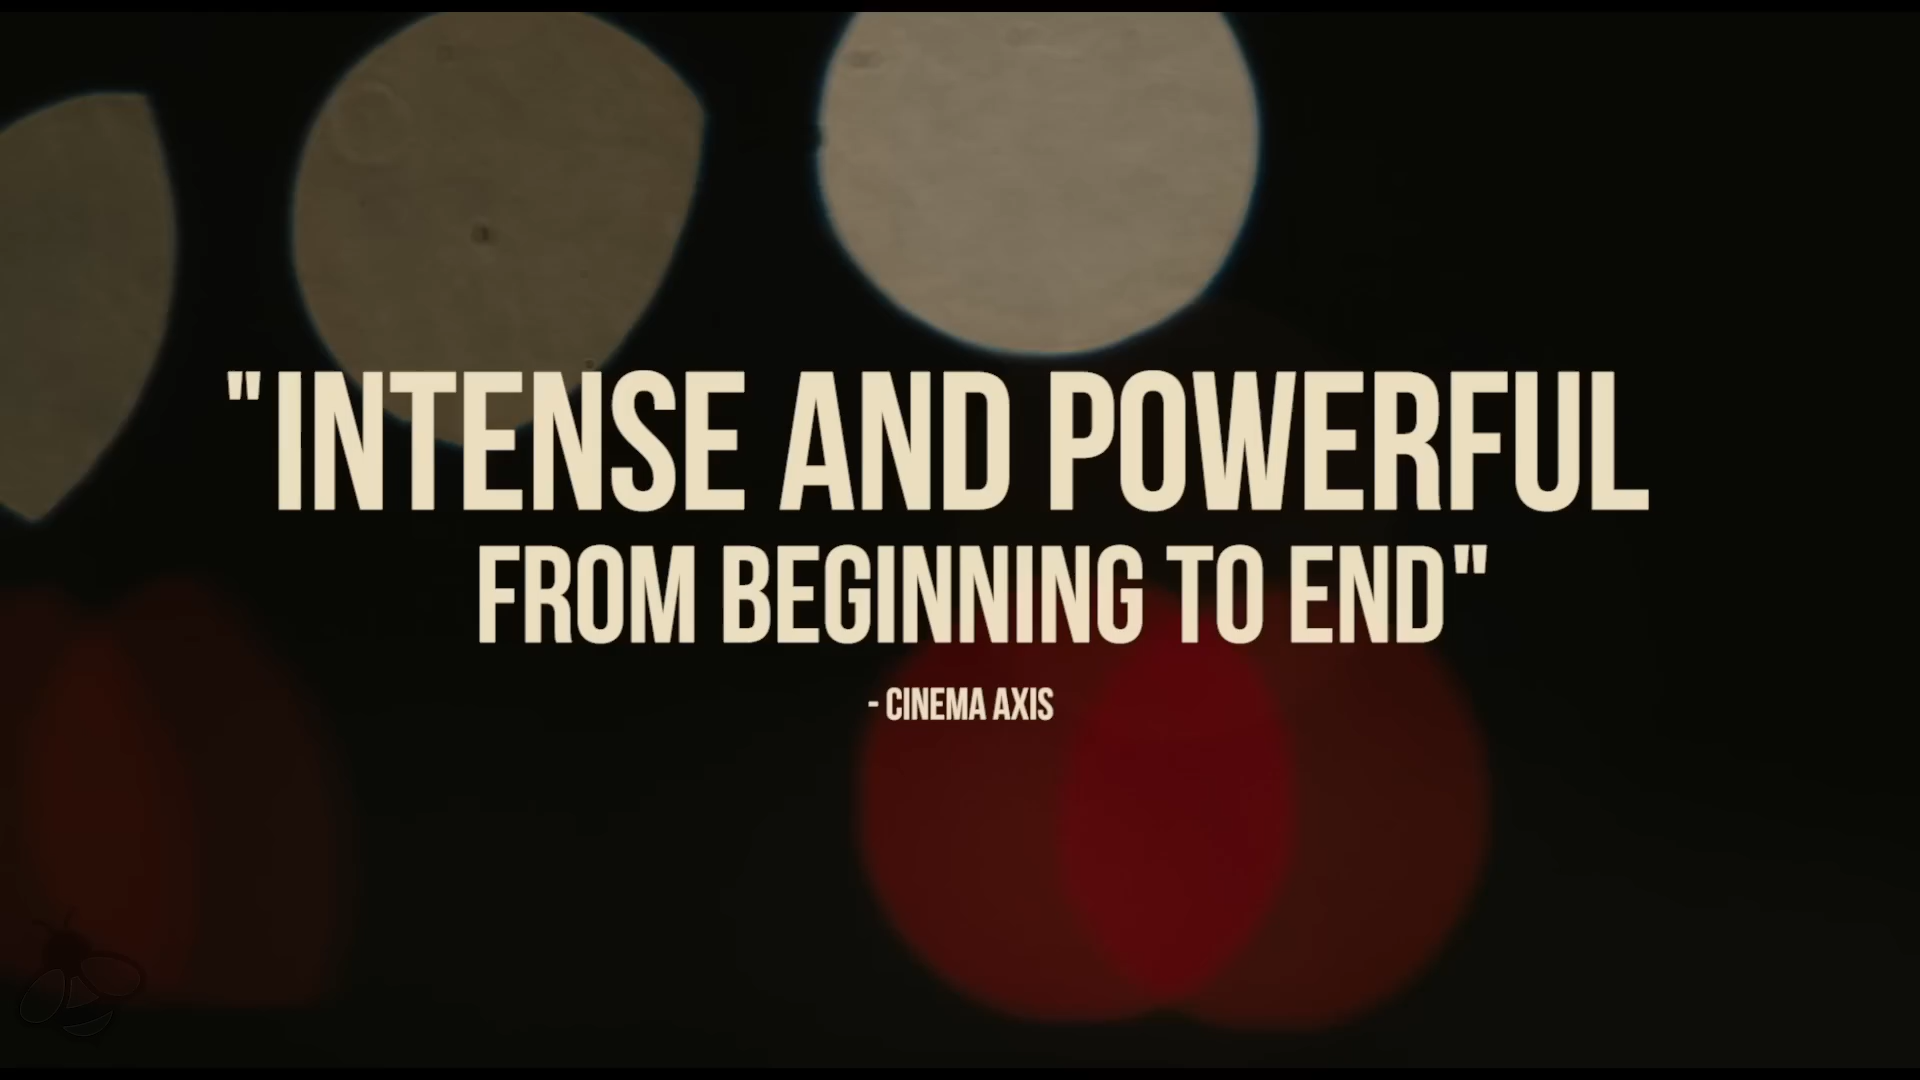 "INTENSE AND POWERFUL
FROM BEGINNING TO END"
- CINEMA AXIS